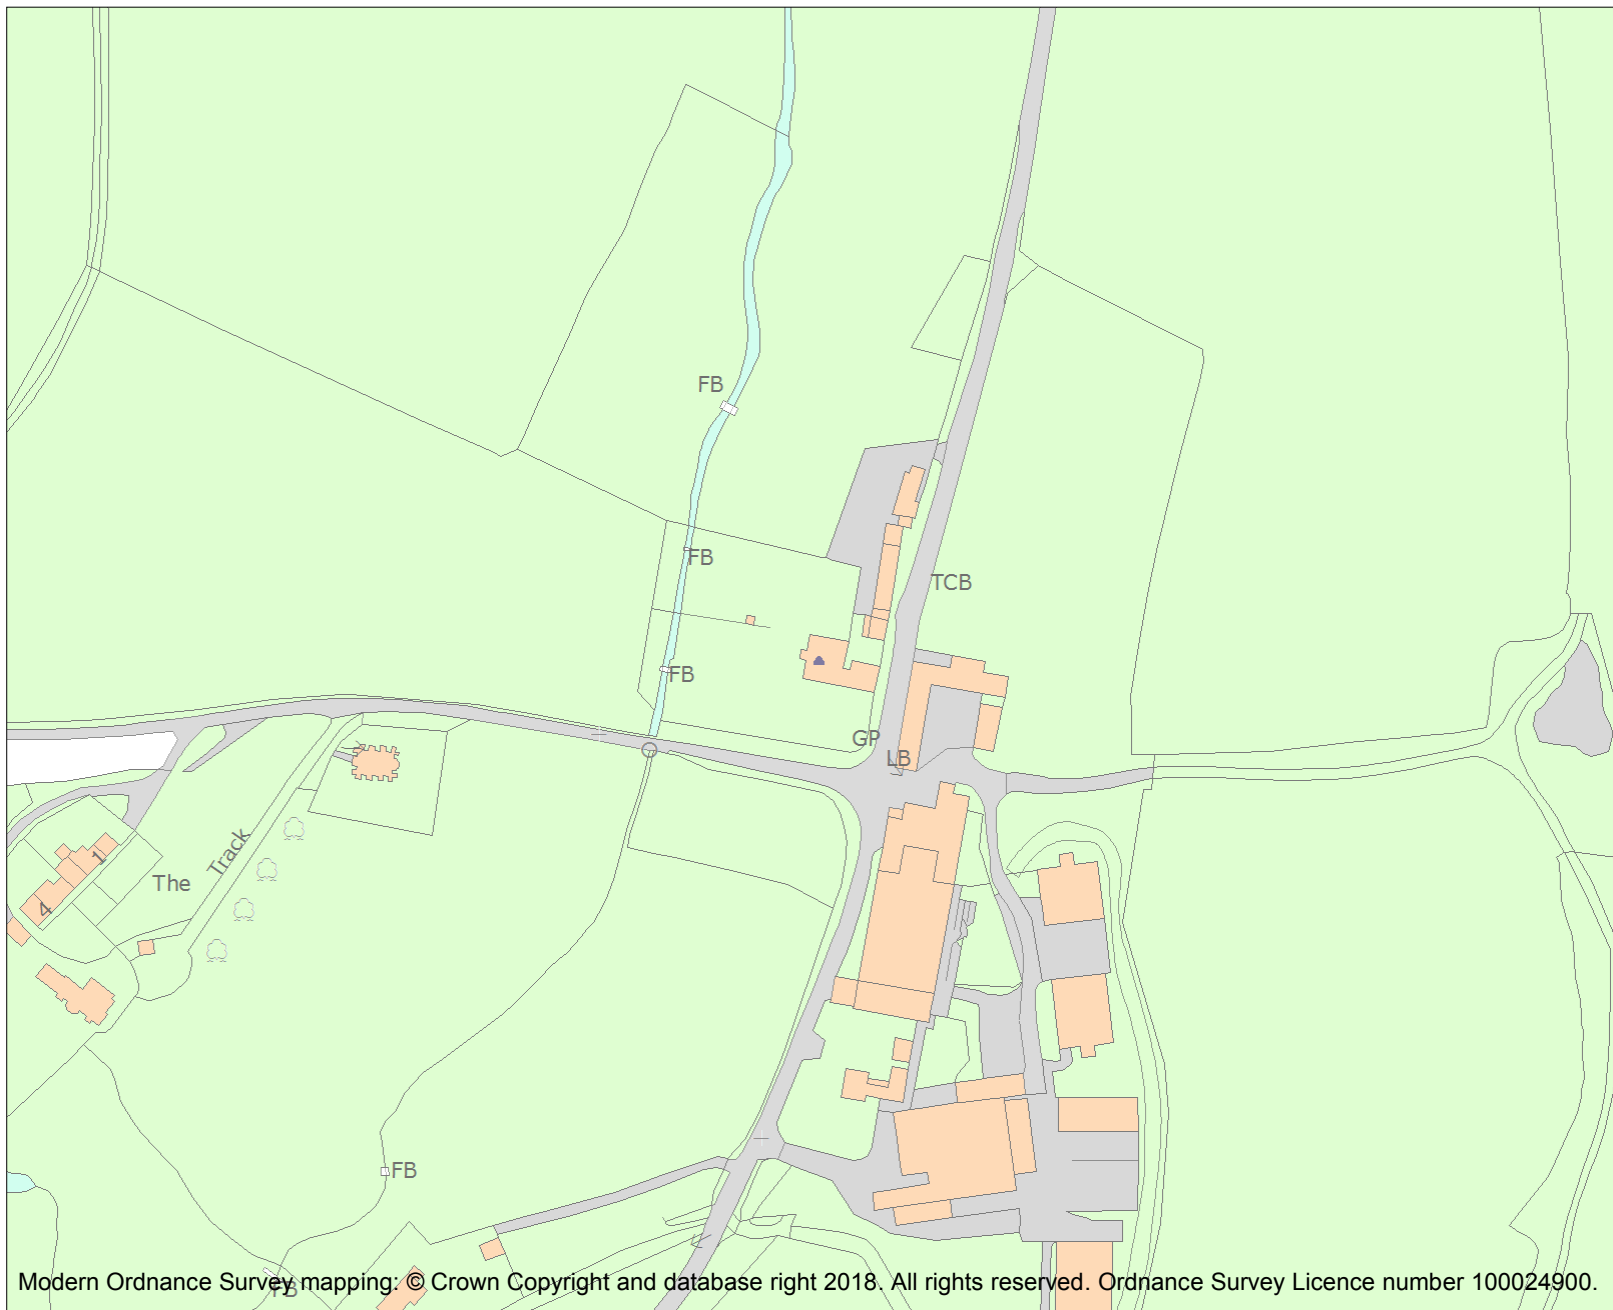 FB
FB
TCB
FB
GP
LB
Track
1
The
4
FB
FB
Modern Ordnance Survey mapping: © Crown Copyright and database right 2018. All rights reserved. Ordnance Survey Licence number 100024900.